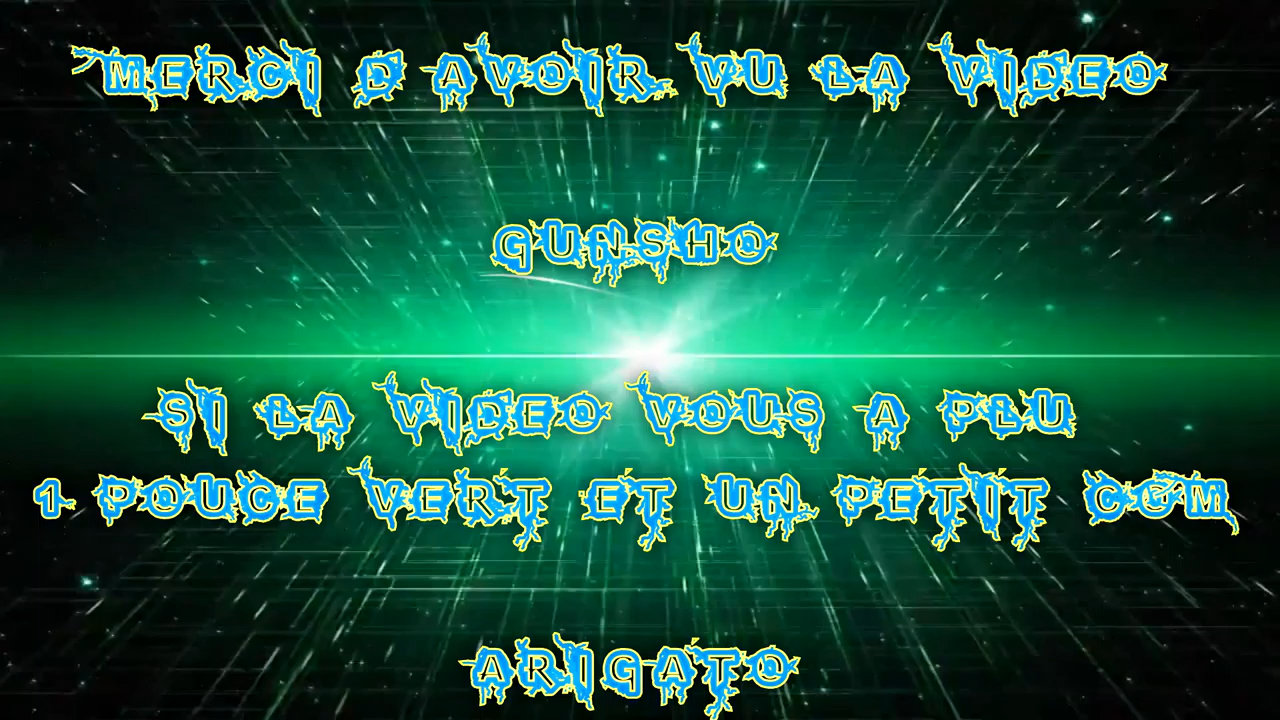 MERCI D AVOIR VU LA VIDEO
GUNSHO
SI LA VIDEO VOUS A PLU
1 POUCE VERT ET UN PETIT COM
ARIGATO